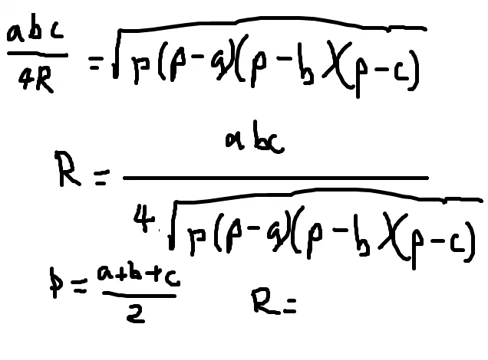 abc/4R = √p(p-a)(p-b)(p-c)
R = abc/4√p(p-a)(p-b)(p-c)
p = a+b+c/2 R =